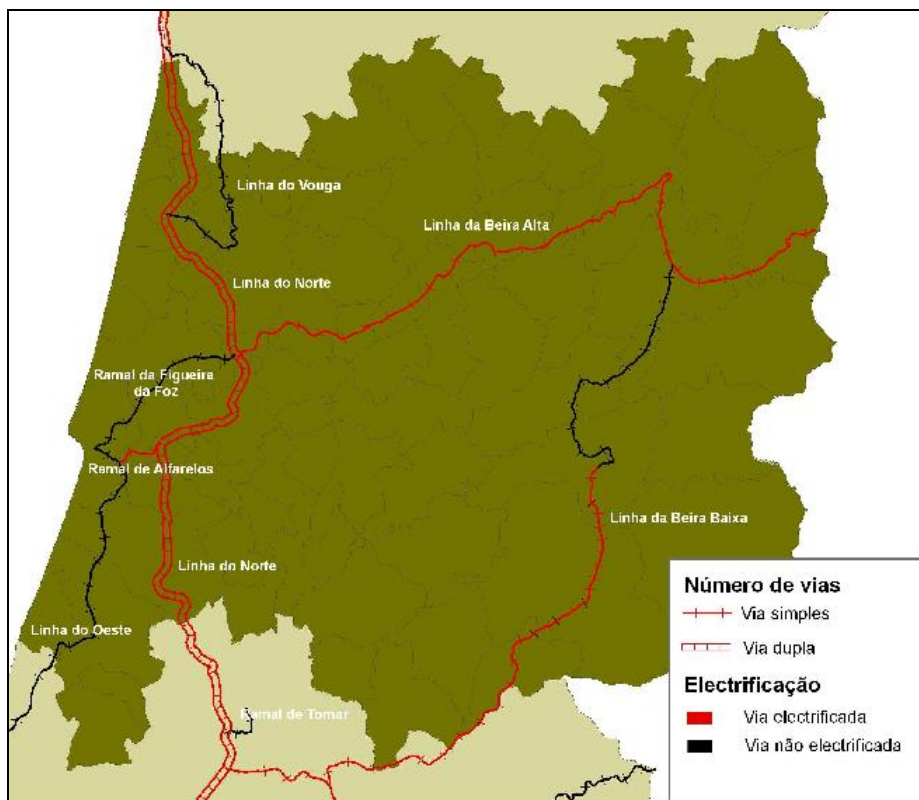 Linha do Vouga
Linha da Beira Alta
Linha do Norte
Ramal da Figueira
da Foz
Ramal de Alfarelos
Linha da Beira Baixa
Linha do Norte
Linha do Oeste
Ramal de Tomar
Número de vias
Via simples
Via dupla
Electrificação
Via electrificada
Via não electrificada